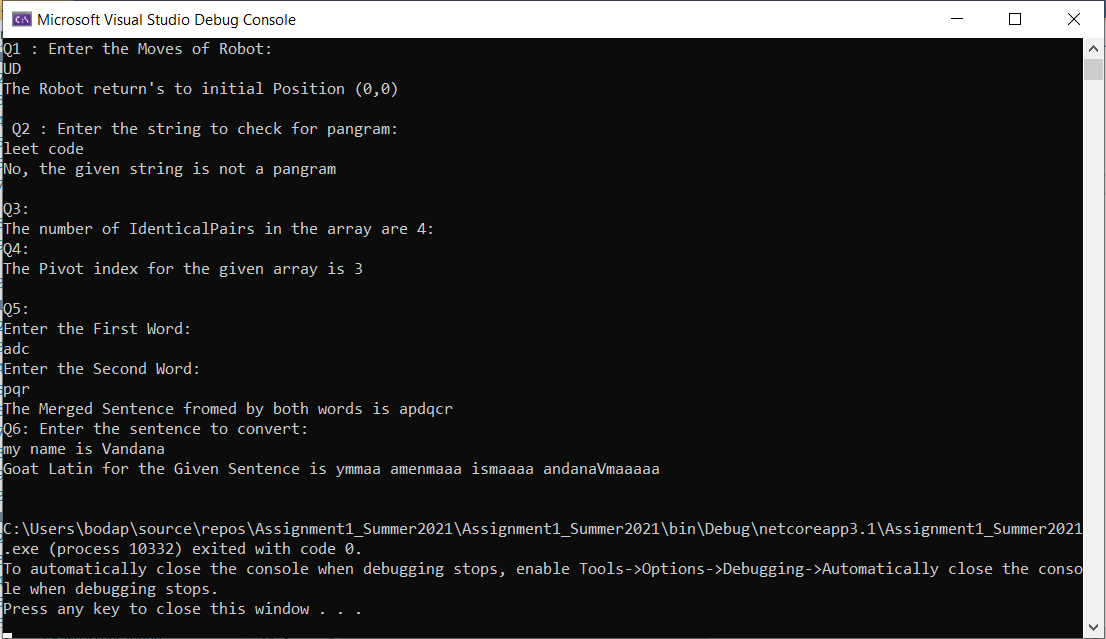 Microsoft Visual Studio Debug Console
Q1 : Enter the Moves of Robot:
UD
The Robot return's to initial Position (0,0)
Q2 : Enter the string to check for pangram:
leet code
No, the given string is not a pangram
Q3:
The number of IdenticalPairs in the array are 4:
Q4:
The Pivot index for the given array is 3
Q5:
Enter the First Word:
adc
Enter the Second Word:
pqr
The Merged Sentence fromed by both words is apdqcr
Q6: Enter the sentence to convert:
my name is Vandana
Goat Latin for the Given Sentence is ymmaa amenmaaa ismaaaa andanaVmaaaaa
C:\Users\bodap\source\repos\Assignment1_Summer2021\Assignment1_Summer2021\bin\Debug\netcoreapp3.1\Assignment1_Summer2021
.exe (process 10332) exited with code 0.
To automatically close the console when debugging stops, enable Tools->Options->Debugging->Automatically close the conso
le when debugging stops.
Press any key to close this window . . .